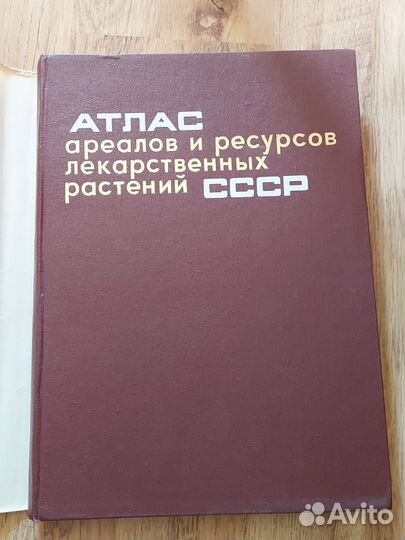 АТЛАС
ареалов и ресурсов
лекарственных
растений СССР
Avito